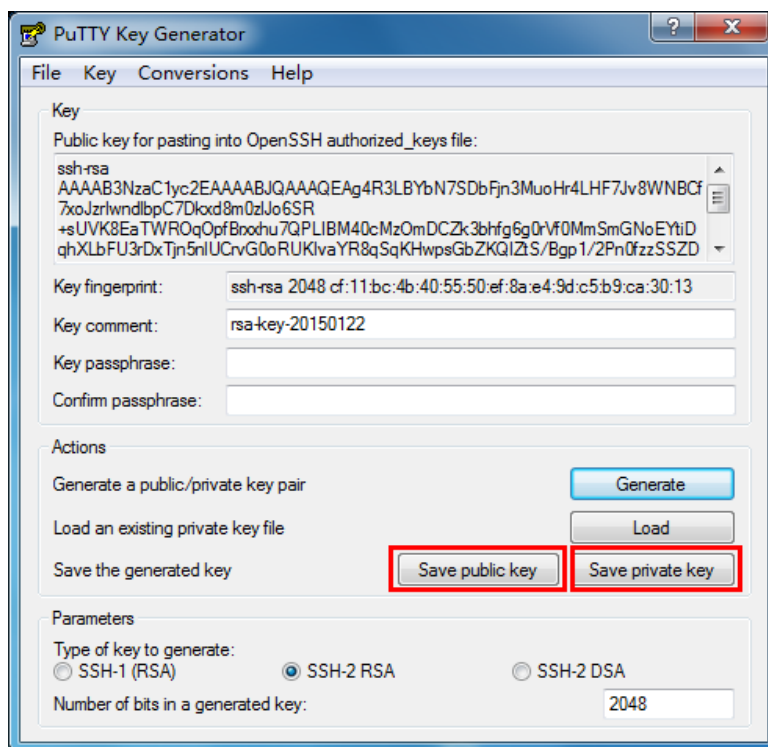 PuTTY Key Generator
File Key Conversions Help
Key
Public key for pasting into OpenSSH authorized_keys file:
ssh-rsa
AAAAB3NzaC1yc2EAAAABJQAAAQEAg4R3LBYbN7SDbFjn3MuoHr4LHF7Jv8WNBCf
7xoJzrlwndlbpC7Dkxd8m0zlJo6SR
+sUVK8EaTWROqOpfBrxxhu7QPLIBM40cMzOmDCZk3bhfg6g0rVf0MmSmGNoEYtiD
qhXLbFU3rDxTjn5nIUCrvG0oRUKlvaYR8qSqKHwpsGbZKQIZtS/Bgp1/2Pn0fzzSSZD
Key fingerprint: ssh-rsa 2048 cf:11:bc:4b:40:55:50:ef:8a:e4:9d:c5:b9:ca:30:13
Key comment: rsa-key-20150122
Key passphrase:
Confirm passphrase:
Actions
Generate a public/private key pair Generate
Load an existing private key file Load
Save the generated key Save public key Save private key
Parameters
Type of key to generate:
SSH-1 (RSA) SSH-2 RSA SSH-2 DSA
Number of bits in a generated key: 2048